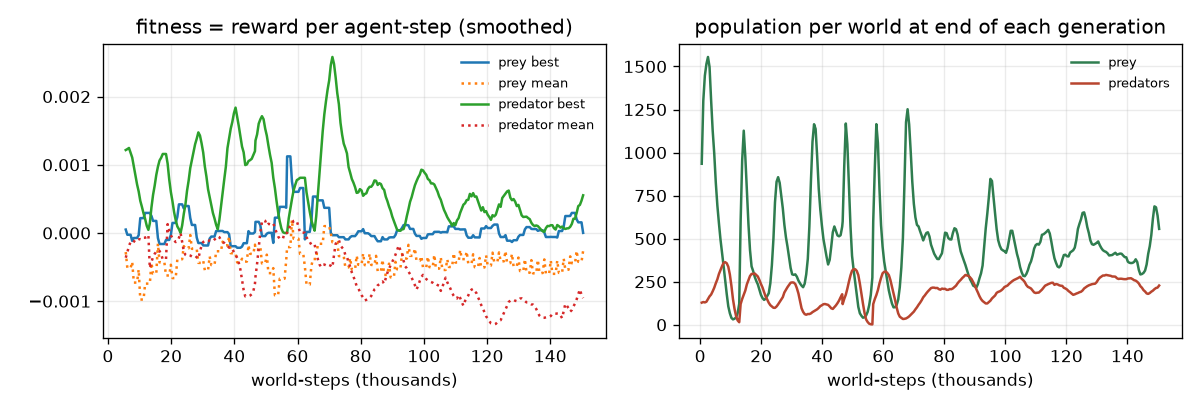 fitness = reward per agent-step (smoothed)
prey best
prey mean
predator best
predator mean
0.002
0.001
0.000
−0.001
0 20 40 60 80 100 120 140
world-steps (thousands)
population per world at end of each generation
prey
predators
1500
1250
1000
750
500
250
0
0 20 40 60 80 100 120 140
world-steps (thousands)